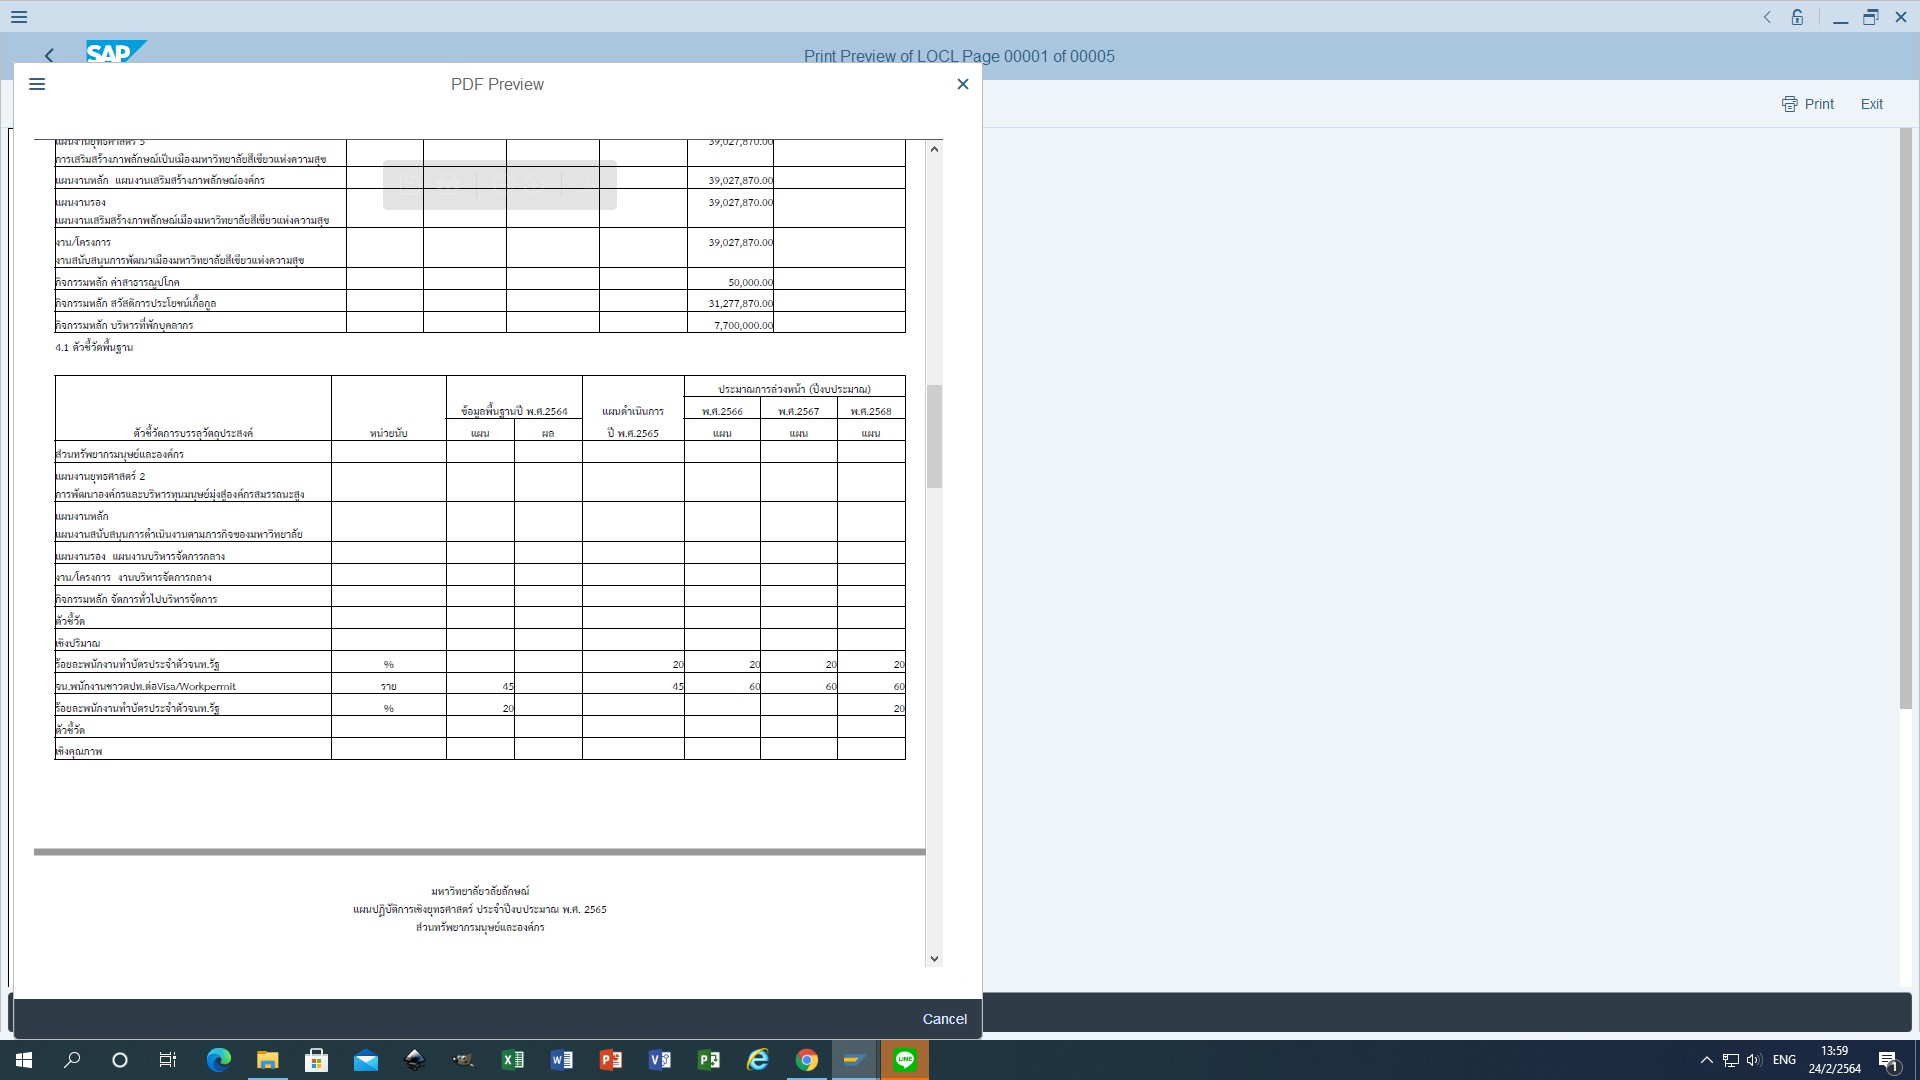 SAP
Print Preview of LOCL Page 00001 of 00005
PDF Preview
Print Exit
แผนงานยุทธศาสตร์ 5 39,027,870.00
การเสริมสร้างภาพลักษณ์เป็นเมืองมหาวิทยาลัยสีเขียวแห่งความสุข
แผนงานหลัก แผนงานเสริมสร้างภาพลักษณ์องค์กร 39,027,870.00
แผนงานรอง 39,027,870.00
แผนงานเสริมสร้างภาพลักษณ์เมืองมหาวิทยาลัยสีเขียวแห่งความสุข
งาน/โครงการ 39,027,870.00
งานสนับสนุนการพัฒนาเมืองมหาวิทยาลัยสีเขียวแห่งความสุข
กิจกรรมหลัก ค่าสาธารณูปโภค 50,000.00
กิจกรรมหลัก สวัสดิการประโยชน์เกื้อกูล 31,277,870.00
กิจกรรมหลัก บริหารที่พักบุคลากร 7,700,000.00
4.1 ตัวชี้วัดพื้นฐาน
ประมาณการล่วงหน้า (ปีงบประมาณ)
ข้อมูลพื้นฐานปี พ.ศ.2564 แผนดำเนินการ พ.ศ.2566 พ.ศ.2567 พ.ศ.2568
ตัวชี้วัดการบรรลุวัตถุประสงค์ หน่วยนับ แผน ผล ปี พ.ศ.2565 แผน แผน แผน
ส่วนทรัพยากรมนุษย์และองค์กร
แผนงานยุทธศาสตร์ 2
การพัฒนาองค์กรและบริหารทุนมนุษย์มุ่งสู่องค์กรสมรรถนะสูง
แผนงานหลัก
แผนงานสนับสนุนการดำเนินงานตามภารกิจของมหาวิทยาลัย
แผนงานรอง แผนงานบริหารจัดการกลาง
งาน/โครงการ งานบริหารจัดการกลาง
กิจกรรมหลัก จัดการทั่วไปบริหารจัดการ
ตัวชี้วัด
เชิงปริมาณ
ร้อยละพนักงานทำบัตรประจำตัวจนท.รัฐ % 20 20 20 20
จน.พนักงานชาวตปท.ต่อVisa/Workpermit ราย 45 45 60 60 60
ร้อยละพนักงานทำบัตรประจำตัวจนท.รัฐ % 20 20
ตัวชี้วัด
เชิงคุณภาพ
มหาวิทยาลัยวลัยลักษณ์
แผนปฏิบัติการเชิงยุทธศาสตร์ ประจำปีงบประมาณ พ.ศ. 2565
ส่วนทรัพยากรมนุษย์และองค์กร
Cancel
LINE
ENG
13:59
24/2/2564
1